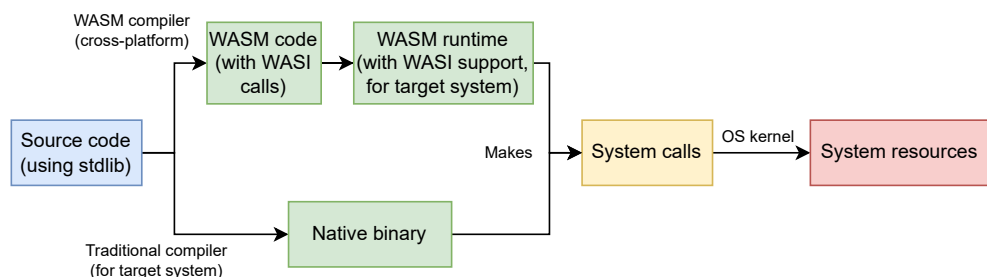 WASM compiler
(cross-platform)
WASM code
(with WASI
calls)
WASM runtime
(with WASI support,
for target system)
Source code
(using stdlib)
Makes
System calls
OS kernel
System resources
Native binary
Traditional compiler
(for target system)